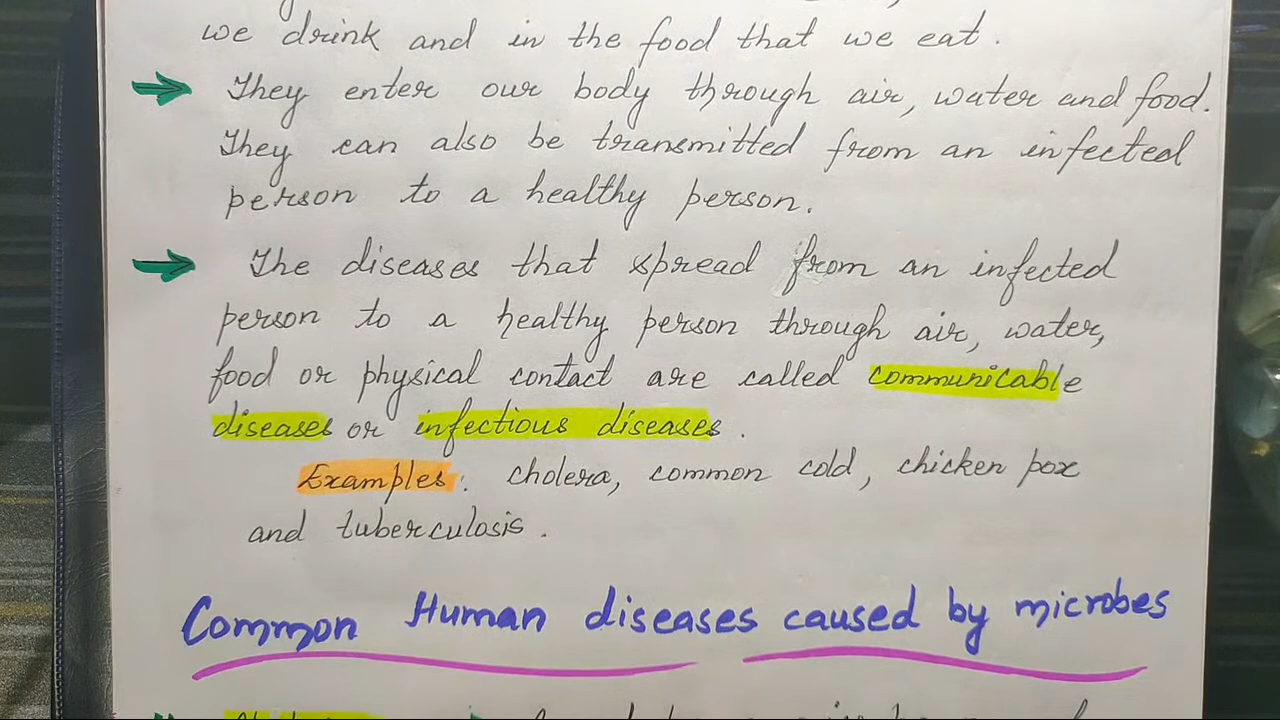 we drink and in the food that we eat.
They enter our body through air, water and food.
They can also be transmitted from an infected
person to a healthy person.
The diseases that spread from an infected
person to a healthy person through air, water,
food or physical contact are called communicable
diseases or infectious diseases.
Examples: cholera, common cold, chicken pox
and tuberculosis.
Common Human diseases caused by microbes